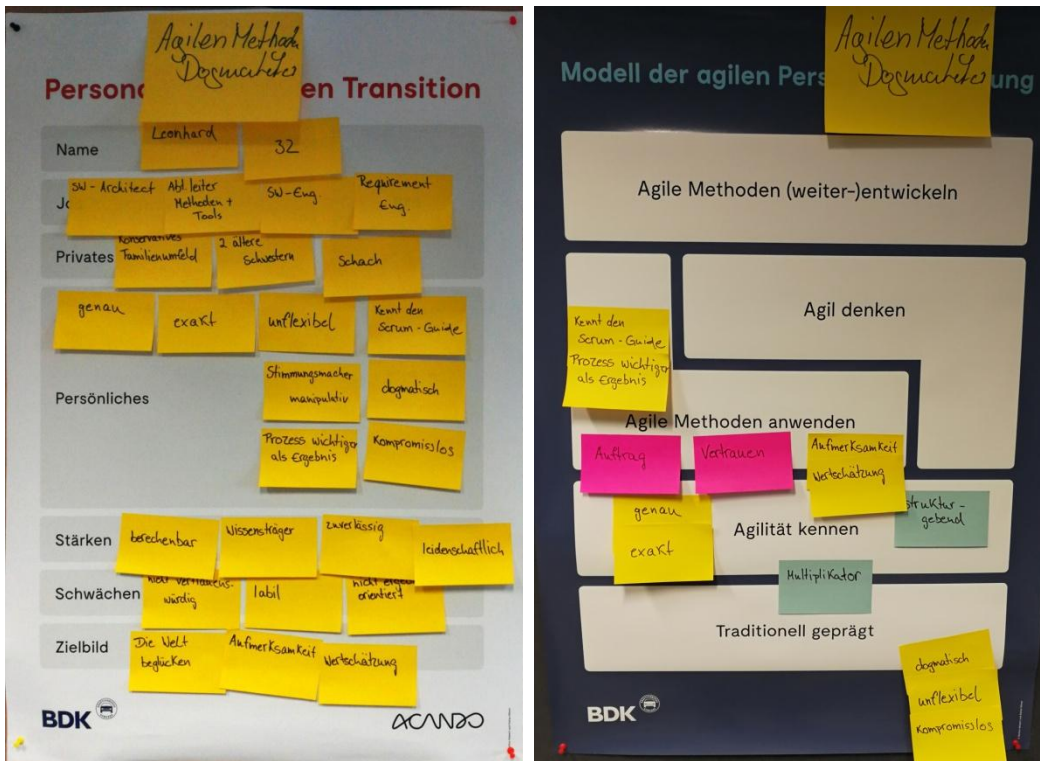 Agilen Methoden
Dogmatiker
en Transition
Name
Leonhard
32
SW-Architect
Abt. leiter
Methoden +
Tools
SW-Eng.
Requirement
Eng.
Privates
Konservatives
Familienumfeld
2 ältere
Schwestern
Schach
genau
exakt
unflexibel
Kennt den
Scrum-Guide
Persönliches
Stimmungsmacher
manipulativ
dogmatisch
Prozess wichtiger
als Ergebnis
Kompromisslos
Stärken
berechenbar
Wissensträger
zuverlässig
leidenschaftlich
Schwächen
würdig
labil
orientiert
Zielbild
Die Welt
beglücken
Aufmerksamkeit
Wertschätzung
BDK
ACANDO
Agilen Methoden
Dogmatiker
Modell der agilen Pers ung
Agile Methoden (weiter-)entwickeln
Agil denken
Kennt den
Scrum-Guide
Prozess wichtiger
als Ergebnis
Agile Methoden anwenden
Auftrag
Vertrauen
Aufmerksamkeit
Wertschätzung
genau
exakt
Agilität kennen
struktur-
gebend
Multiplikator
Traditionell geprägt
dogmatisch
unflexibel
Kompromisslos
BDK